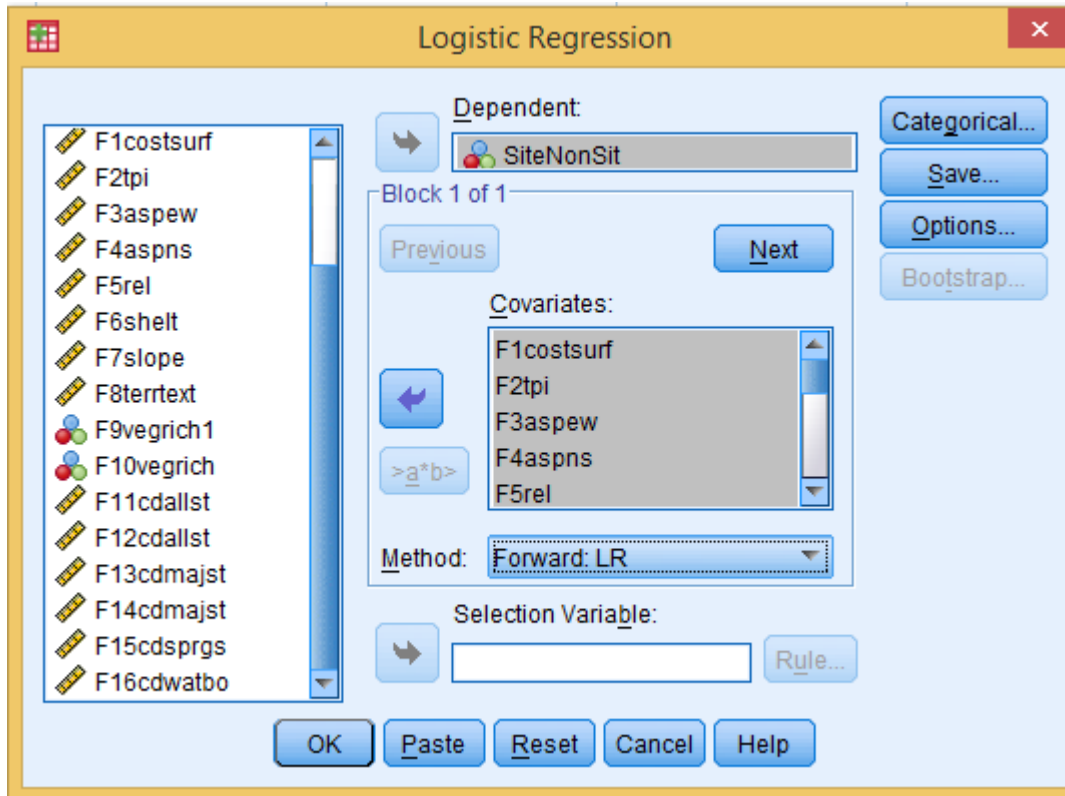 Logistic Regression
F1costsurf
F2tpi
F3aspew
F4aspns
F5rel
F6shelt
F7slope
F8terrtext
F9vegrich1
F10vegrich
F11cdallst
F12cdallst
F13cdmajst
F14cdmajst
F15cdsprgs
F16cdwatbo
Dependent:
SiteNonSit
Block 1 of 1
Previous
Next
Covariates:
F1costsurf
F2tpi
F3aspew
F4aspns
F5rel
>a*b>
Method:
Forward: LR
Selection Variable:
Rule...
Categorical...
Save...
Options...
Bootstrap...
OK
Paste
Reset
Cancel
Help